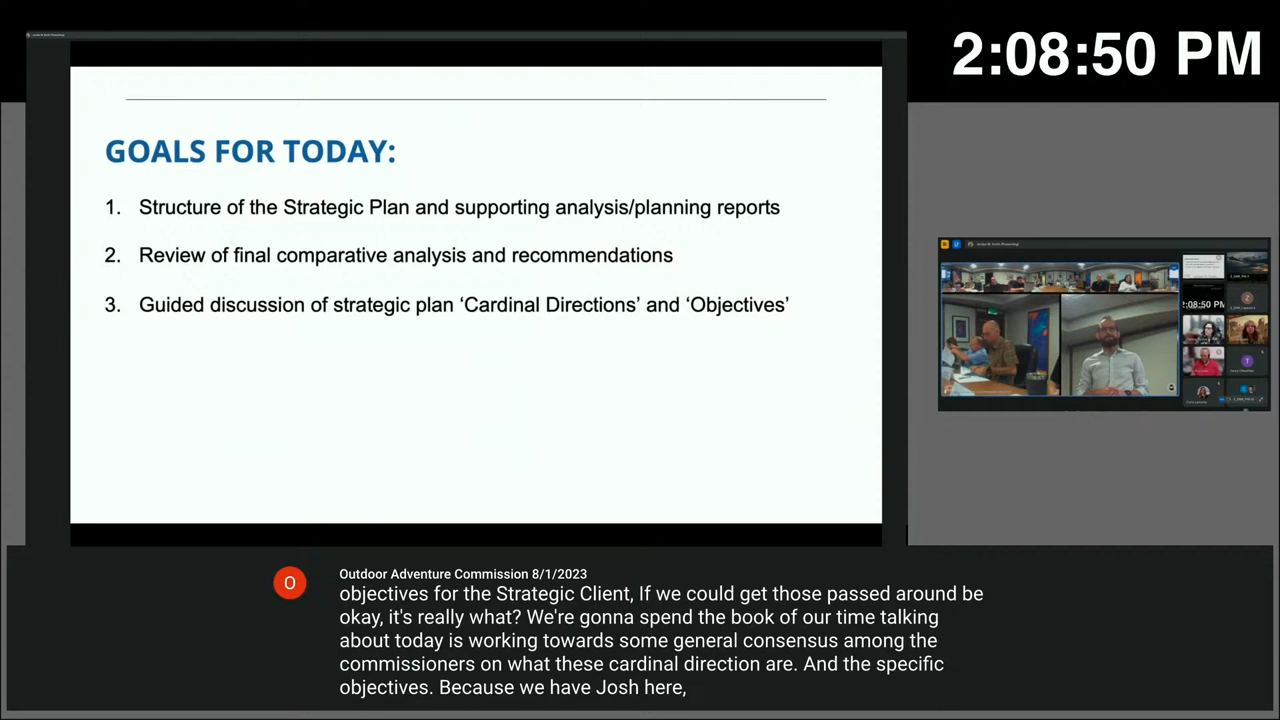 2:08:50 PM
GOALS FOR TODAY:
1. Structure of the Strategic Plan and supporting analysis/planning reports
2. Review of final comparative analysis and recommendations
3. Guided discussion of strategic plan ‘Cardinal Directions’ and ‘Objectives’
:08:50 PM
O
Outdoor Adventure Commission 8/1/2023
objectives for the Strategic Client, If we could get those passed around be
okay, it's really what? We're gonna spend the book of our time talking
about today is working towards some general consensus among the
commissioners on what these cardinal direction are. And the specific
objectives. Because we have Josh here,